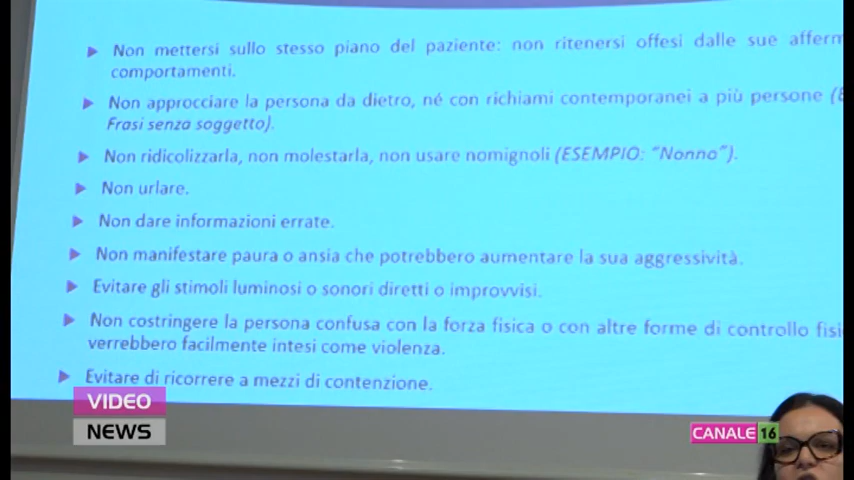 Non mettersi sullo stesso piano del paziente: non ritenersi offesi dalle sue afferm
comportamenti.
Non approcciare la persona da dietro, né con richiami contemporanei a più persone
Frasi senza soggetto).
Non ridicolizzarla, non molestarla, non usare nomignoli (ESEMPIO: "Nonno").
Non urlare.
Non dare informazioni errate.
Non manifestare paura o ansia che potrebbero aumentare la sua aggressività.
Evitare gli stimoli luminosi o sonori diretti o improvvisi.
Non costringere la persona confusa con la forza fisica o con altre forme di controllo fisi
verrebbero facilmente intesi come violenza.
Evitare di ricorrere a mezzi di contenzione.
VIDEO
NEWS
CANALE 16